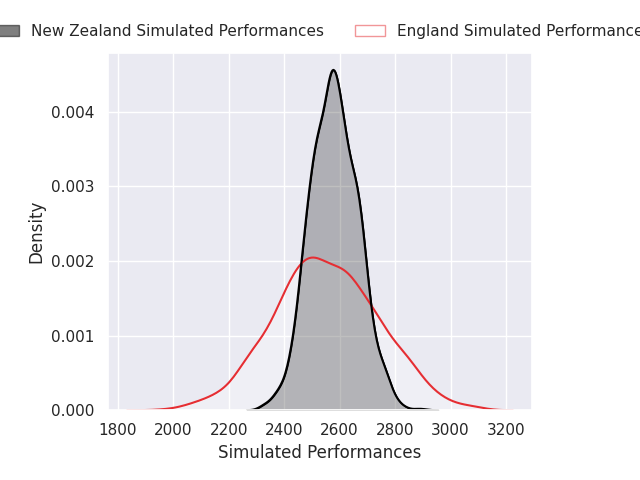 New Zealand Simulated Performances England Simulated Performance
0.004
0.003
0.002
0.001
0.000
Density
1800 2000 2200 2400 2600 2800 3000 3200
Simulated Performances